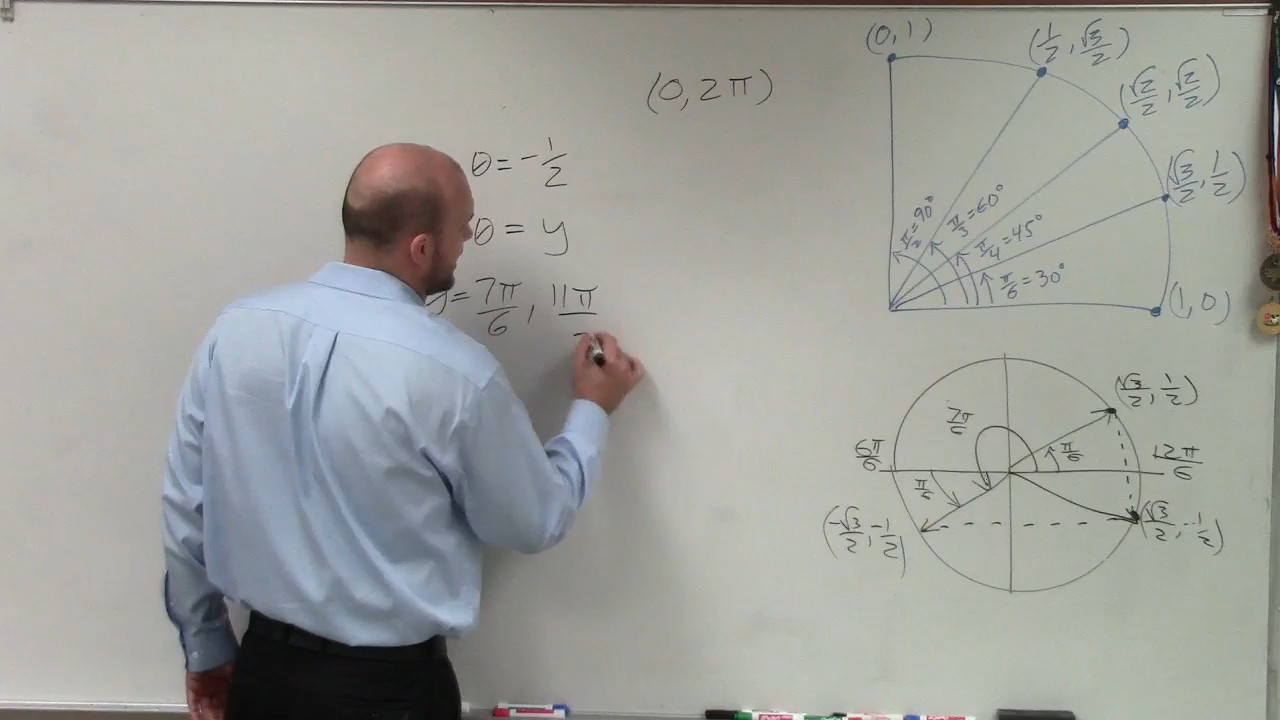 (0, 2π)
θ = -1/2
θ = y
= 7π/6, 11π
(0, 1)
(1/2, √3/2)
(√2/2, √2/2)
(√3/2, 1/2)
π/2 = 90°
π/3 = 60°
π/4 = 45°
π/6 = 30°
(1, 0)
(√3/2, 1/2)
7π/6
π/6
6π/6
12π/6
π/6
(-√3/2, -1/2)
(√3/2, -1/2)